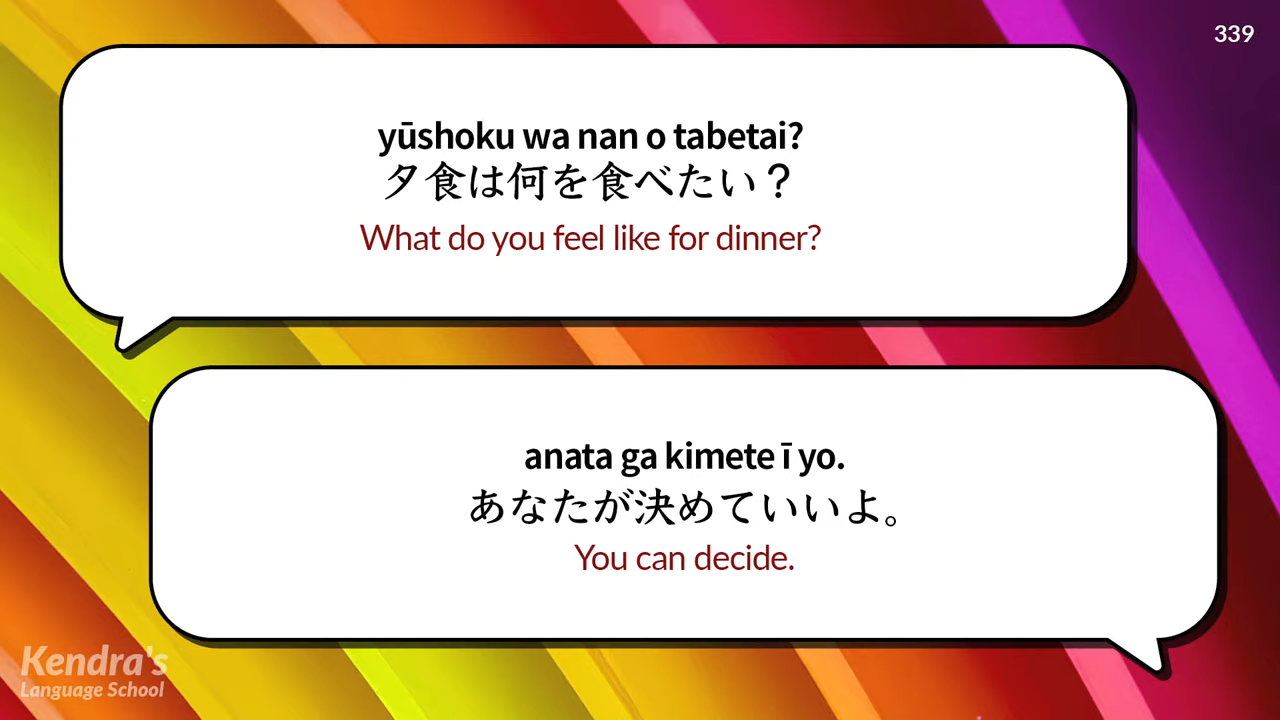 339
yūshoku wa nan o tabetai?
夕食は何を食べたい？
What do you feel like for dinner?
anata ga kimete ī yo.
あなたが決めていいよ。
You can decide.
Kendra's
Language School